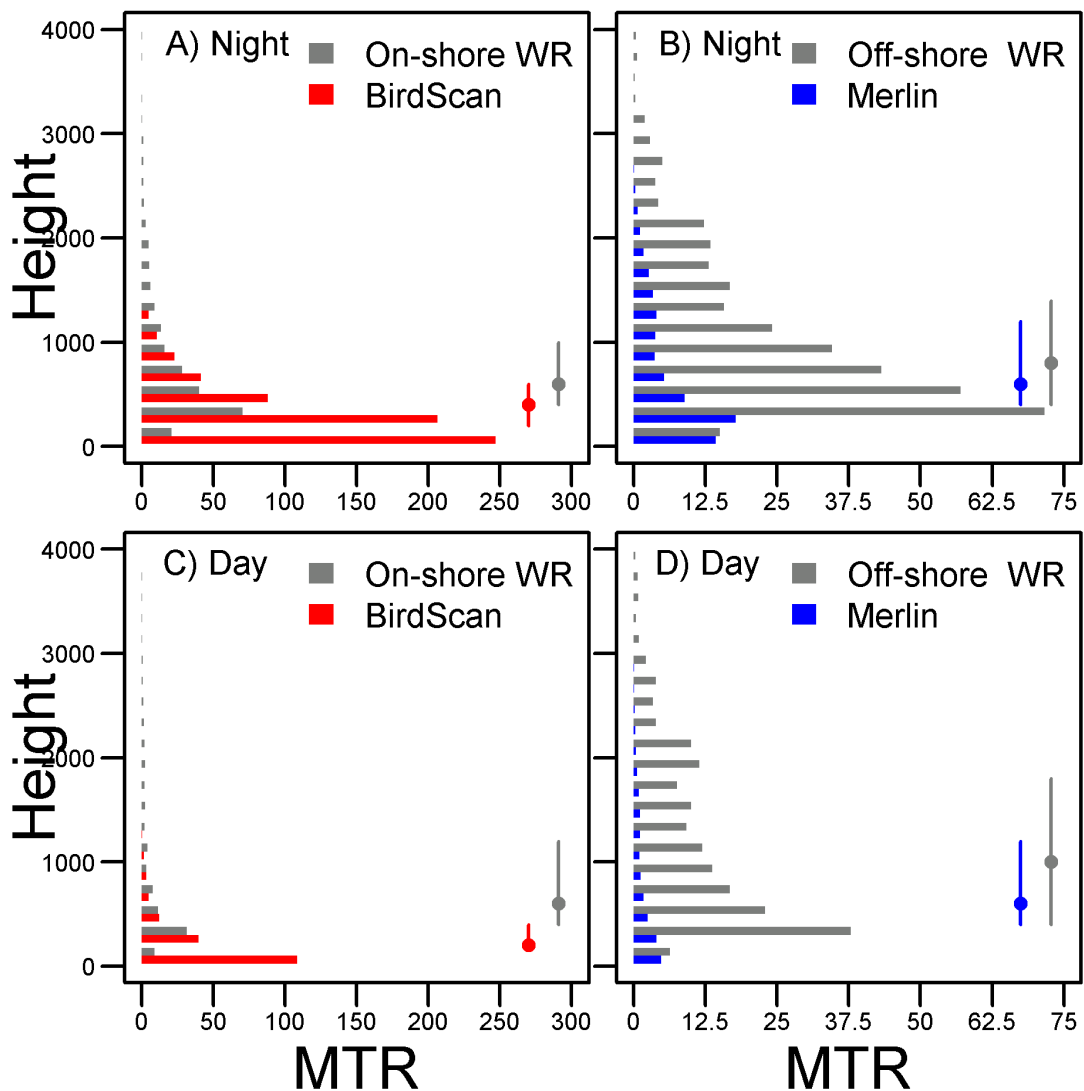 A) Night
On-shore WR
BirdScan
4000
3000
2000
1000
0
Height
0 50 100 150 200 250 300
B) Night
Off-shore WR
Merlin
0 12.5 25 37.5 50 62.5 75
C) Day
On-shore WR
BirdScan
4000
3000
2000
1000
0
Height
0 50 100 150 200 250 300
MTR
D) Day
Off-shore WR
Merlin
0 12.5 25 37.5 50 62.5 75
MTR